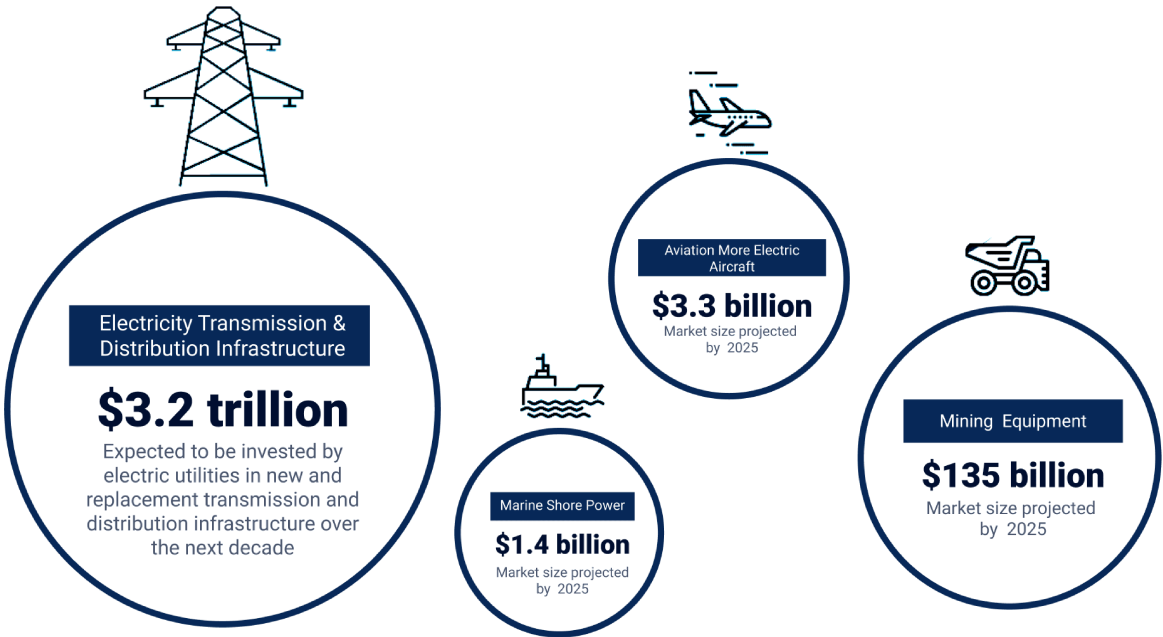 Electricity Transmission &
Distribution Infrastructure
$3.2 trillion
Expected to be invested by
electric utilities in new and
replacement transmission and
distribution infrastructure over
the next decade
Marine Shore Power
$1.4 billion
Market size projected
by 2025
Aviation More Electric
Aircraft
$3.3 billion
Market size projected
by 2025
Mining Equipment
$135 billion
Market size projected
by 2025